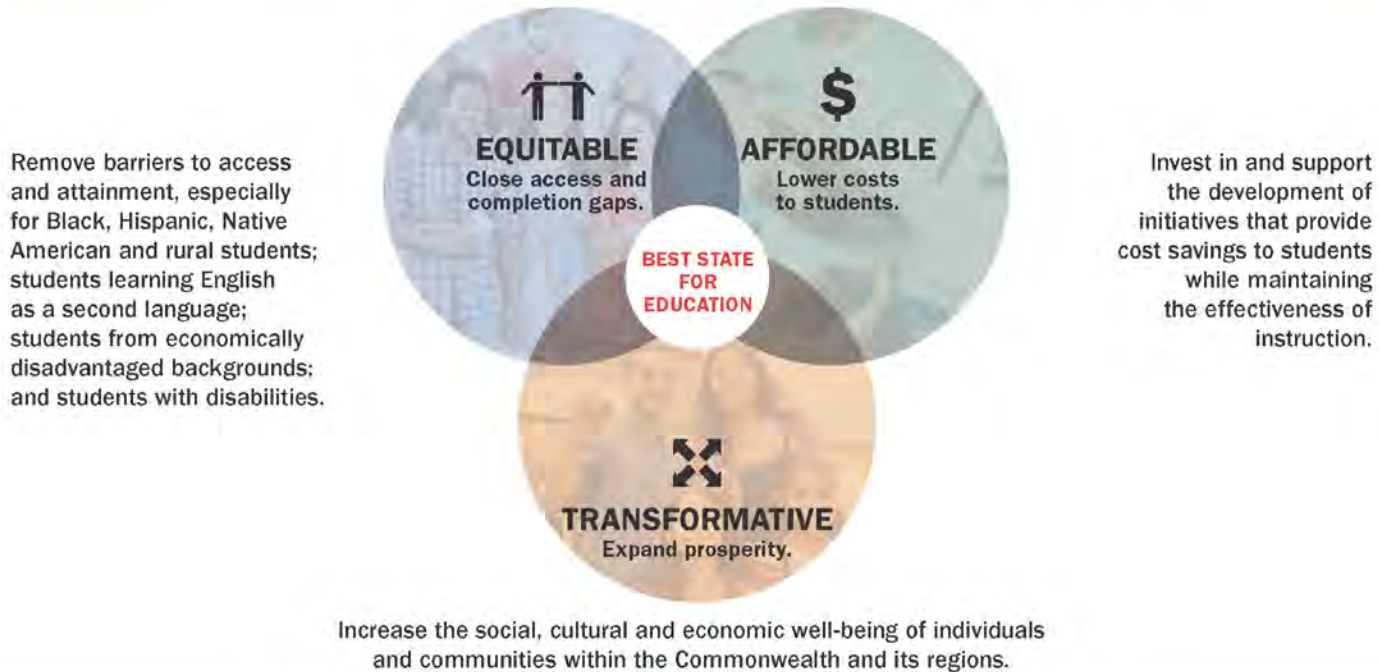 Remove barriers to access
and attainment, especially
for Black, Hispanic, Native
American and rural students;
students learning English
as a second language;
students from economically
disadvantaged backgrounds;
and students with disabilities.
EQUITABLE
Close access and
completion gaps.
$
AFFORDABLE
Lower costs
to students.
BEST STATE
FOR
EDUCATION
Invest in and support
the development of
initiatives that provide
cost savings to students
while maintaining
the effectiveness of
instruction.
TRANSFORMATIVE
Expand prosperity.
Increase the social, cultural and economic well-being of individuals
and communities within the Commonwealth and its regions.